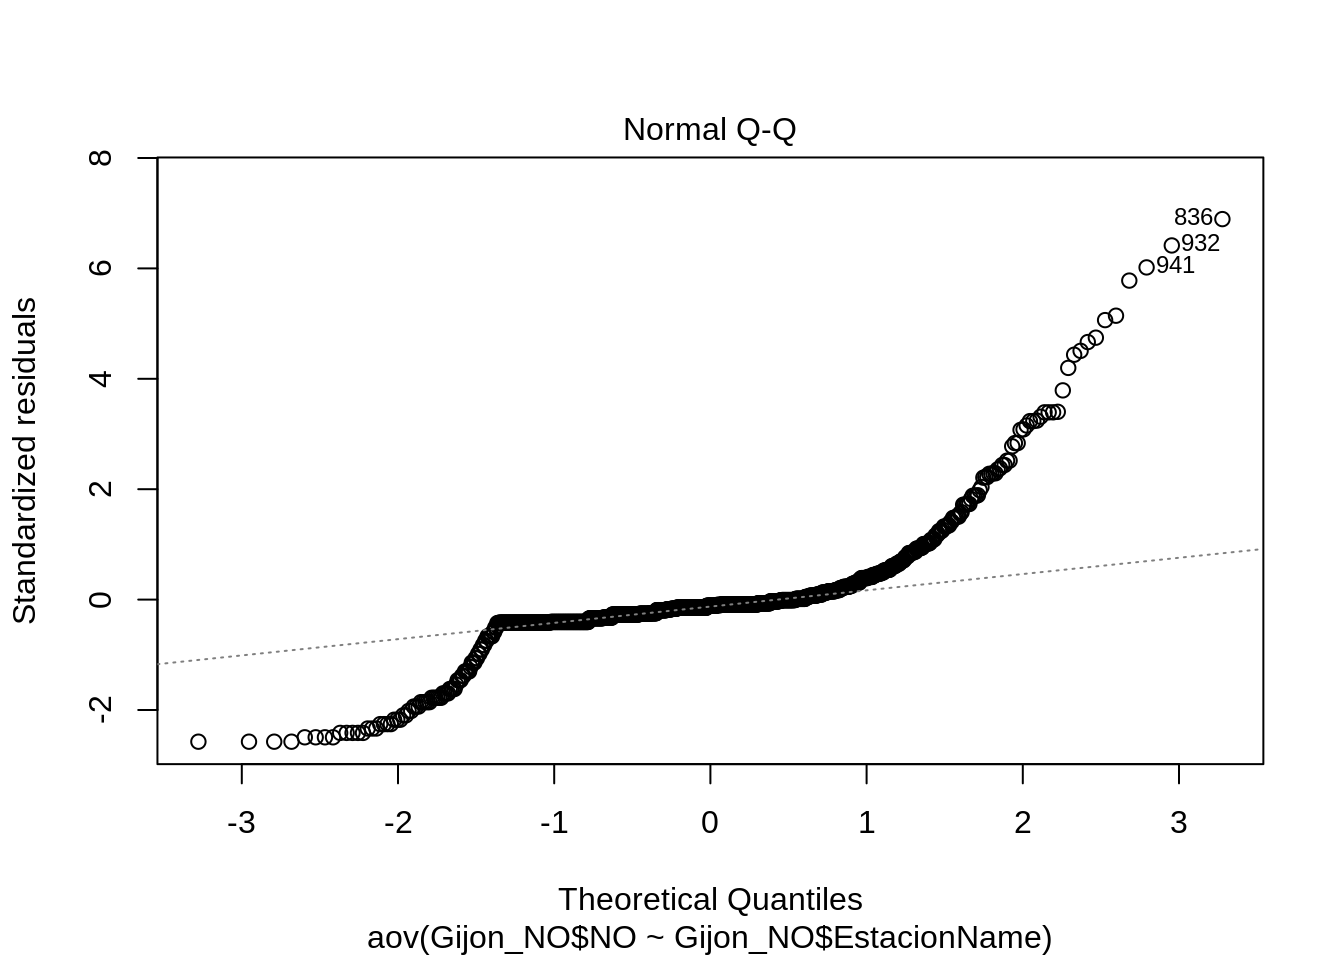 Normal Q-Q
Standardized residuals
8
6
4
2
0
-2
836
932
941
-3 -2 -1 0 1 2 3
Theoretical Quantiles
aov(Gijon_NO$NO ~ Gijon_NO$EstacionName)